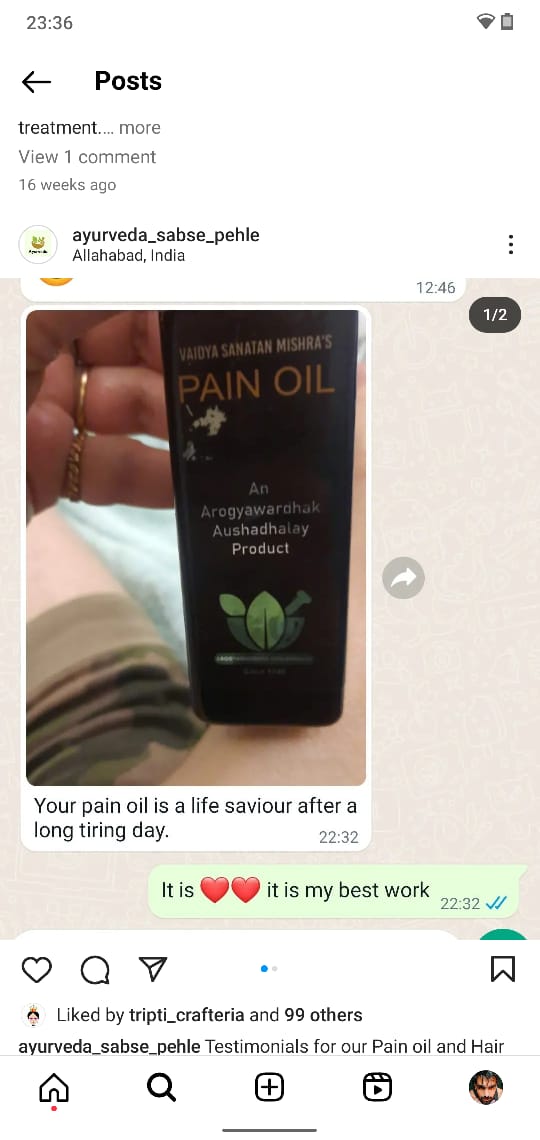 23:36
Posts
treatment.... more
View 1 comment
16 weeks ago
ayurveda_sabse_pehle
Allahabad, India
12:46
1/2
VAIDYA SANATAN MISHRA'S
PAIN OIL
An
Arogyawardhak
Aushadhalay
Product
Your pain oil is a life saviour after a
long tiring day.
22:32
It is ❤️❤️ it is my best work
22:32
Liked by tripti_crafteria and 99 others
ayurveda_sabse_pehle Testimonials for our Pain oil and Hair